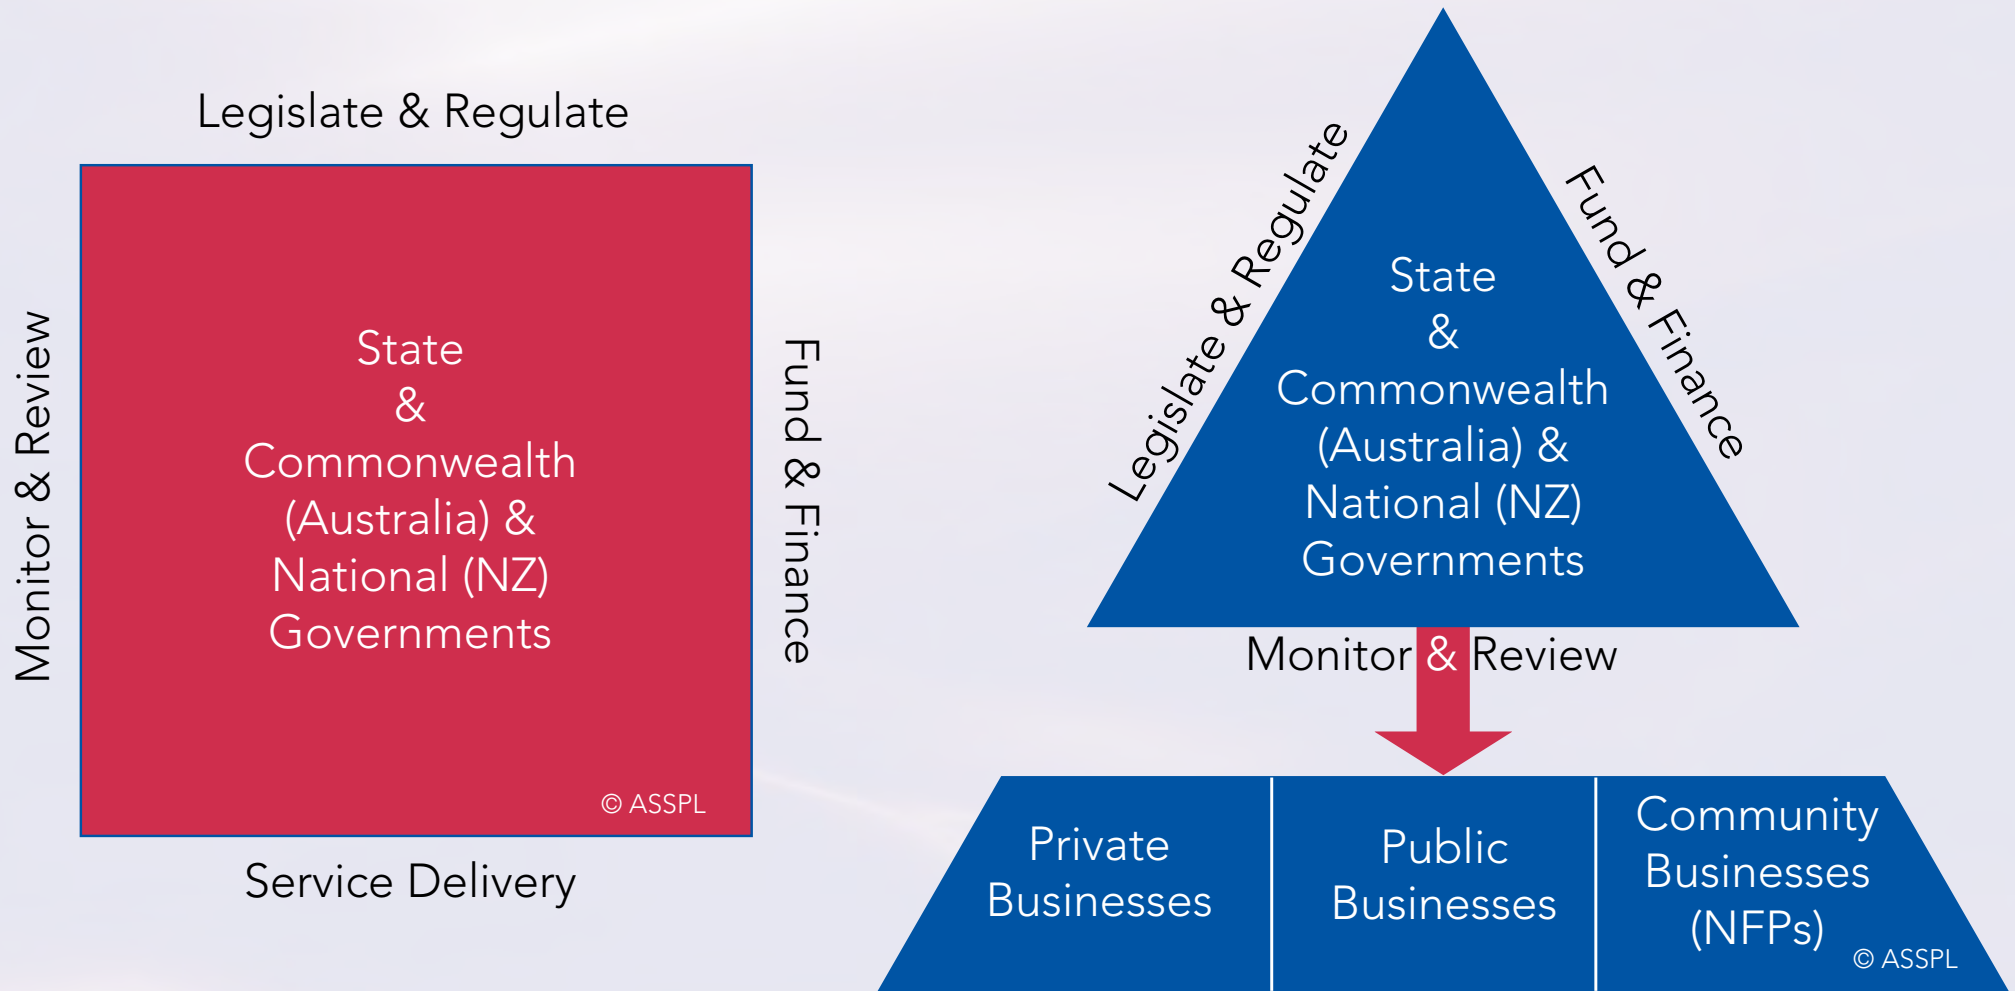 Legislate & Regulate
Monitor & Review
State
&
Commonwealth
(Australia) &
National (NZ)
Governments
Fund & Finance
© ASSPL
Service Delivery
Legislate & Regulate
Fund & Finance
State
&
Commonwealth
(Australia) &
National (NZ)
Governments
Monitor & Review
Private
Businesses
Public
Businesses
Community
Businesses
(NFPs)
© ASSPL